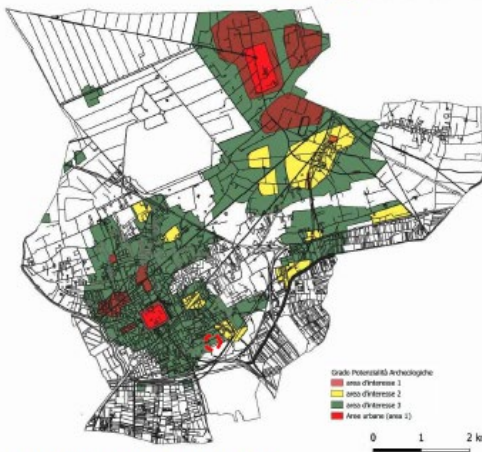 Grado Potenzialità Archeologiche
area d'interesse 1
area d'interesse 2
area d'interesse 3
Aree urbane (area 1)
0 1 2 km